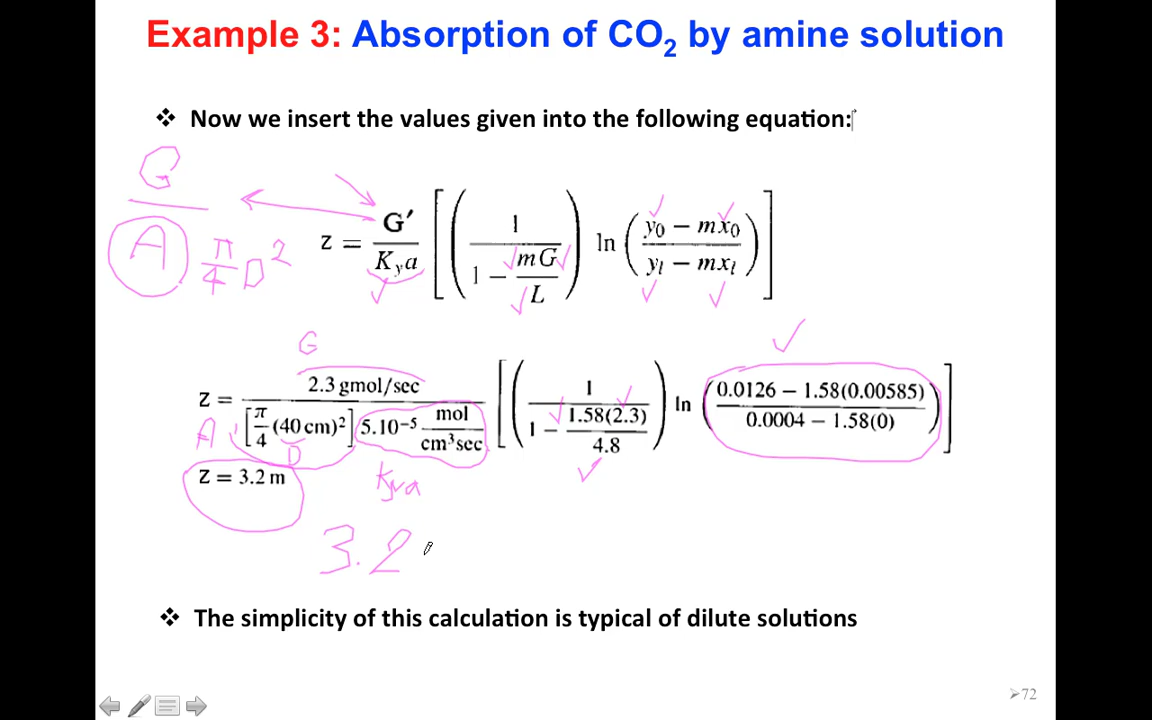 Example 3: Absorption of CO₂ by amine solution
❖ Now we insert the values given into the following equation:
G / A π/4 D²
z = G′/K_y a [ ( 1 / (1 − mG/L) ) ln ( (y₀ − mx₀) / (y_l − mx_l) ) ]
G
z = 2.3 gmol/sec / ( [π/4 (40 cm)²] 5.10⁻⁵ mol/cm³sec ) [ ( 1 / (1 − 1.58(2.3)/4.8) ) ln ( (0.0126 − 1.58(0.00585)) / (0.0004 − 1.58(0)) ) ]
A D
z = 3.2 m Kya
3.2
❖ The simplicity of this calculation is typical of dilute solutions
➢72